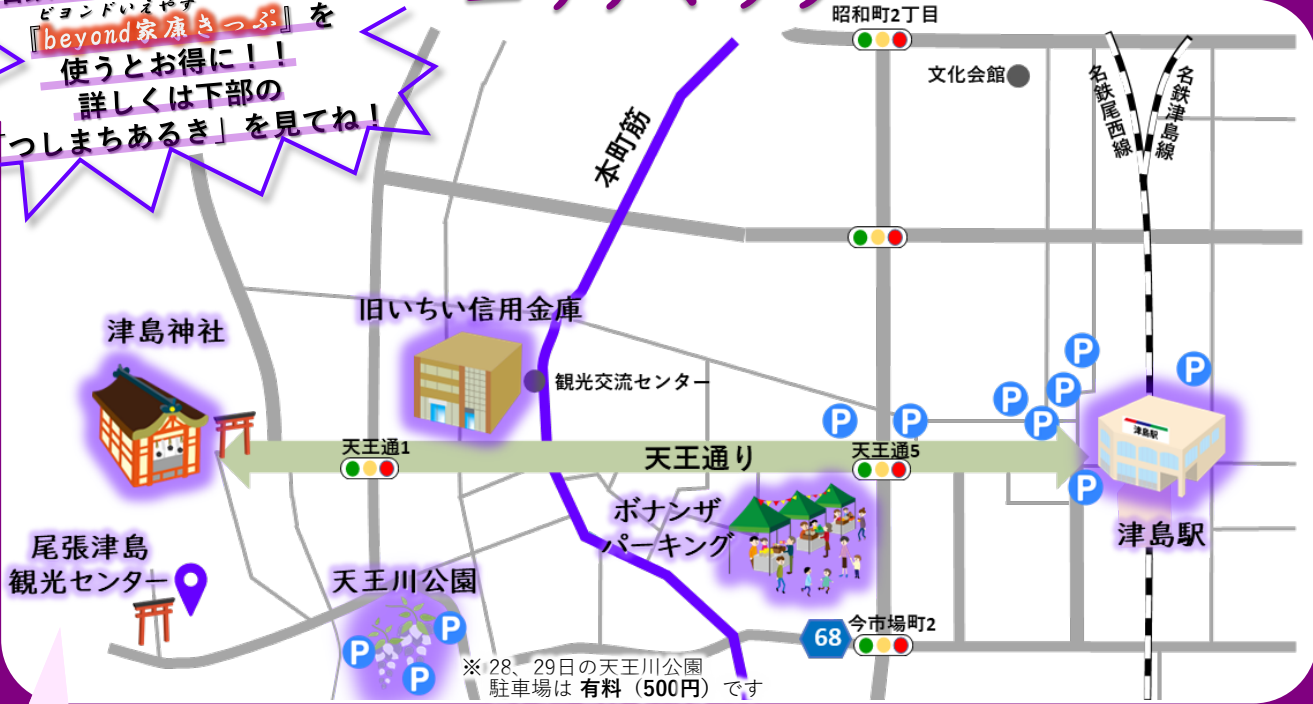 ビヨンドいえやす
『beyond家康きっぷ』を
使うとお得に！！
詳しくは下部の
つしまちあるき」を見てね！
昭和町2丁目
文化会館
名鉄尾西線
名鉄津島線
本町筋
旧いちい信用金庫
津島神社
観光交流センター
P
P
P
P
P
P
P
天王通1
天王通り
天王通5
津島駅
P
津島駅
ボナンザ
パーキング
尾張津島
観光センター
天王川公園
P
P
P
68
今市場町2
※ 28、29日の天王川公園
駐車場は 有料（500円）です